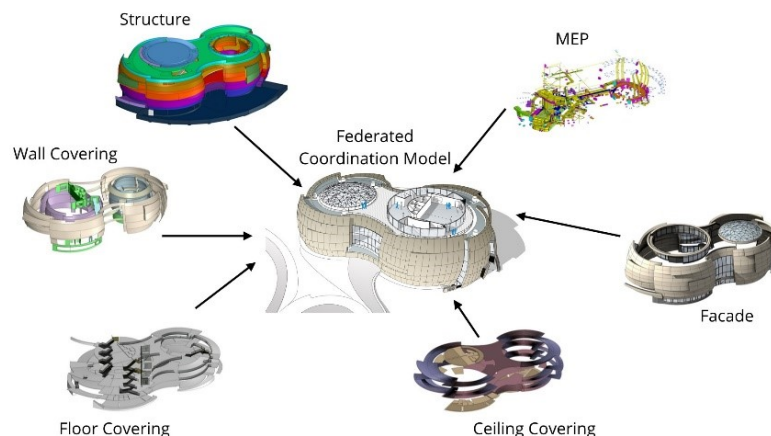 Structure
MEP
Federated
Coordination Model
Wall Covering
Facade
Floor Covering
Ceiling Covering